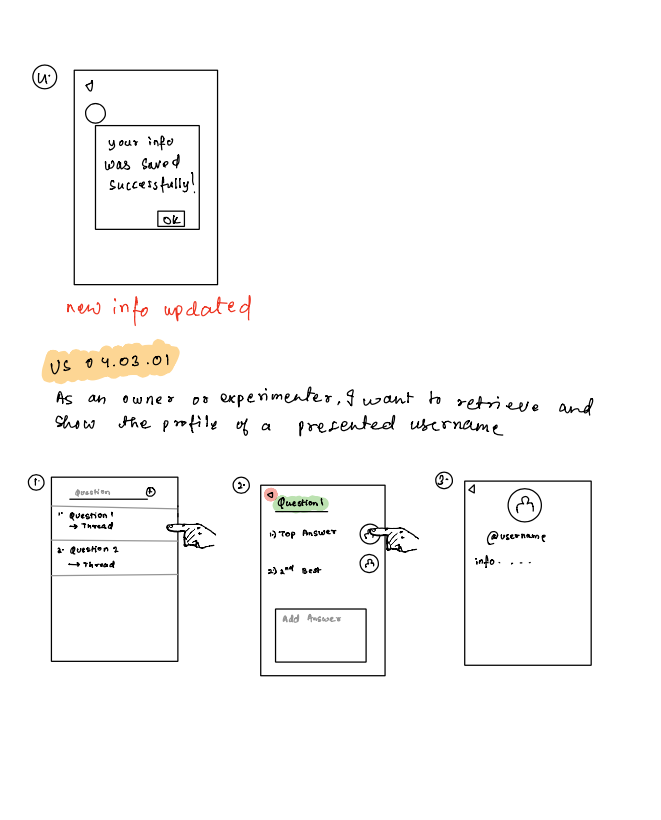 4.
your info
was saved
successfully!
OK
new info updated
US 04.03.01
As an owner or experimenter, I want to retrieve and
show the profile of a presented username
1.
Question
1. Question 1
→ Thread
2. Question 2
→ Thread
2.
Question 1
1.) Top Answer
2.) 2nd Best
Add Answer
3.
@username
info . . . .